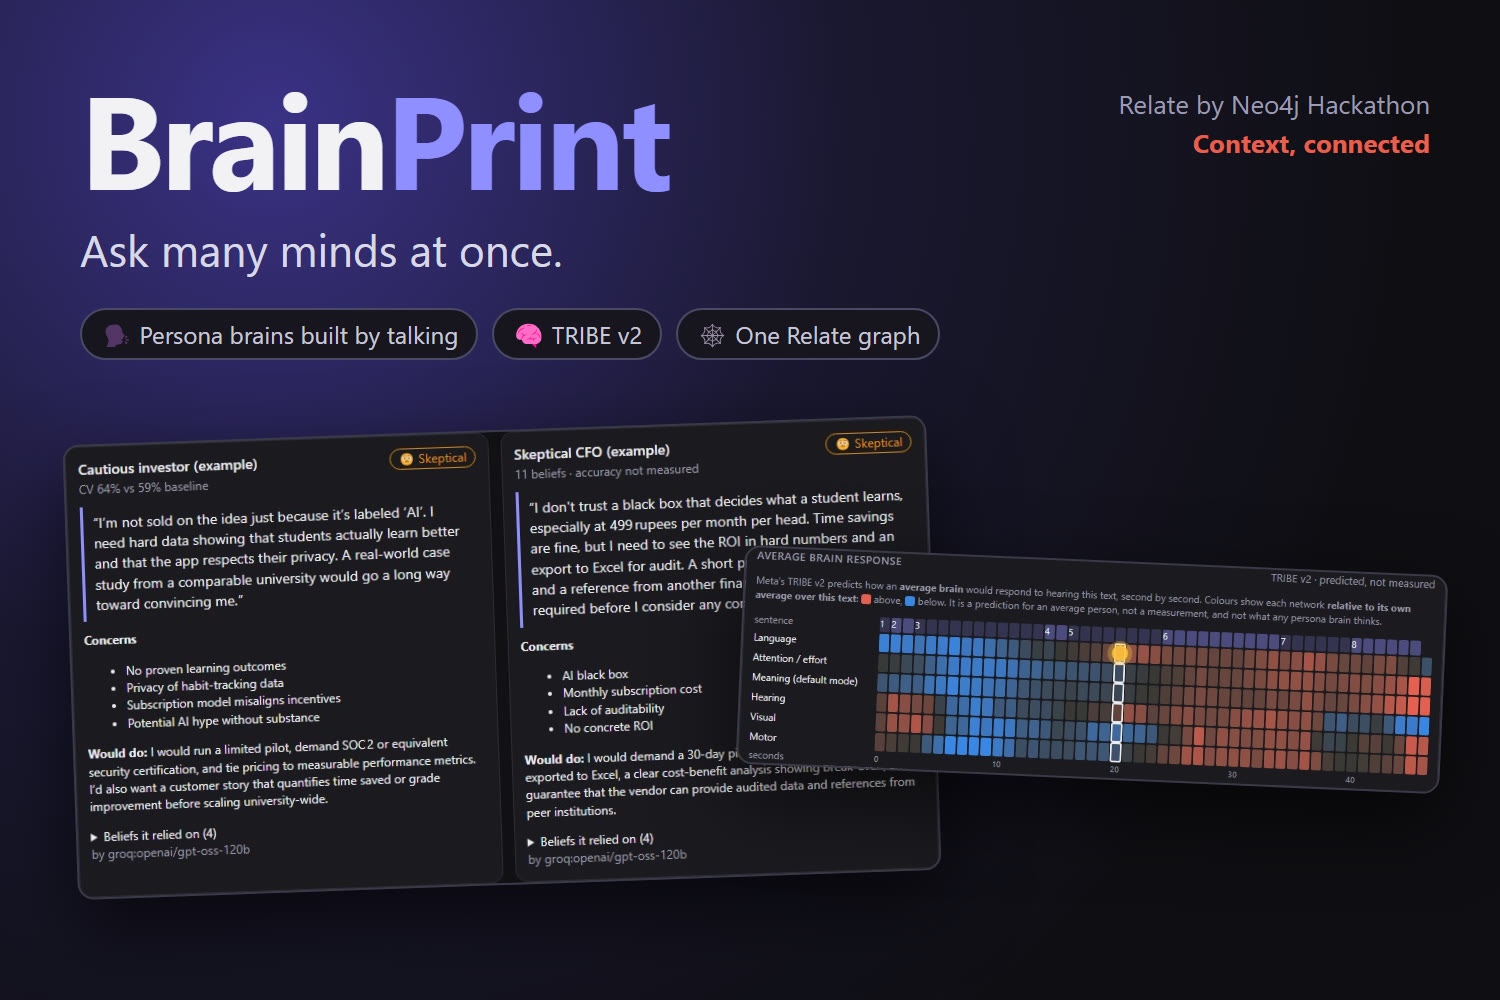 BrainPrint
Relate by Neo4j Hackathon
Context, connected
Ask many minds at once.
Persona brains built by talking
TRIBE v2
One Relate graph
Cautious investor (example)
Skeptical
CV 64% vs 59% baseline
"I'm not sold on the idea just because it's labeled ‘AI’. I
need hard data showing that students actually learn better
and that the app respects their privacy. A real-world case
study from a comparable university would go a long way
toward convincing me."
Concerns
• No proven learning outcomes
• Privacy of habit-tracking data
• Subscription model misaligns incentives
• Potential AI hype without substance
Would do: I would run a limited pilot, demand SOC 2 or equivalent
security certification, and tie pricing to measurable performance metrics.
I'd also want a customer story that quantifies time saved or grade
improvement before scaling university-wide.
▶ Beliefs it relied on (4)
by groq:openai/gpt-oss-120b
Skeptical CFO (example)
Skeptical
11 beliefs · accuracy not measured
"I don't trust a black box that decides what a student learns,
especially at 499 rupees per month per head. Time savings
are fine, but I need to see the ROI in hard numbers and an
export to Excel for audit. A short p
and a reference from another fina
required before I consider any con
Concerns
• AI black box
• Monthly subscription cost
• Lack of auditability
• No concrete ROI
Would do: I would demand a 30-day pi
exported to Excel, a clear cost-benefit analysis showing
guarantee that the vendor can provide audited data and references from
peer institutions.
▶ Beliefs it relied on (4)
by groq:openai/gpt-oss-120b
AVERAGE BRAIN RESPONSE
TRIBE v2 · predicted, not measured
Meta's TRIBE v2 predicts how an average brain would respond to hearing this text, second by second. Colours show each network relative to its own
average over this text: above, below. It is a prediction for an average person, not a measurement, and not what any persona brain thinks.
sentence 1 2 3 4 5 6 7 8
Language
Attention / effort
Meaning (default mode)
Hearing
Visual
Motor
seconds 0 10 20 30 40